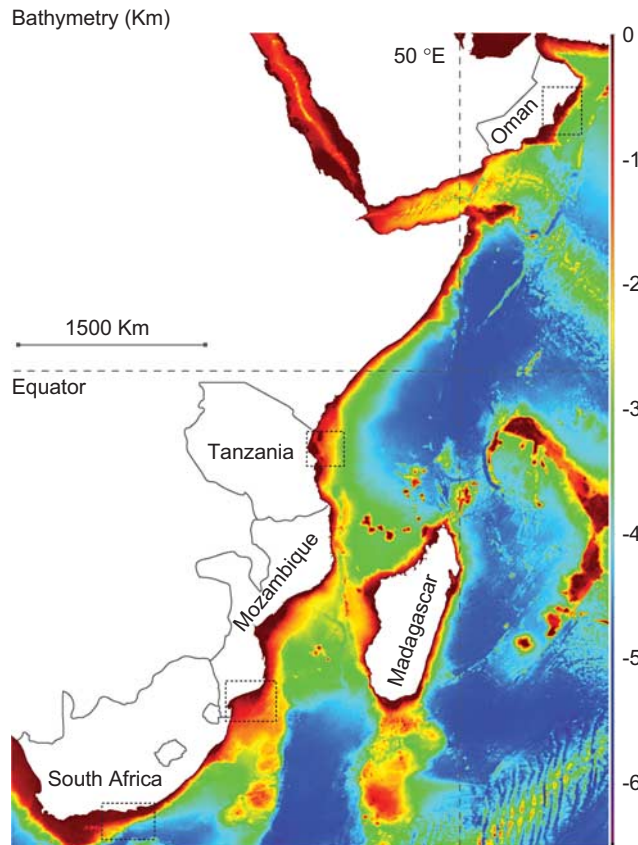 Bathymetry (Km)
0
50 °E
Oman
-1
-2
1500 Km
Equator
-3
Tanzania
-4
Mozambique
Madagascar
-5
South Africa
-6